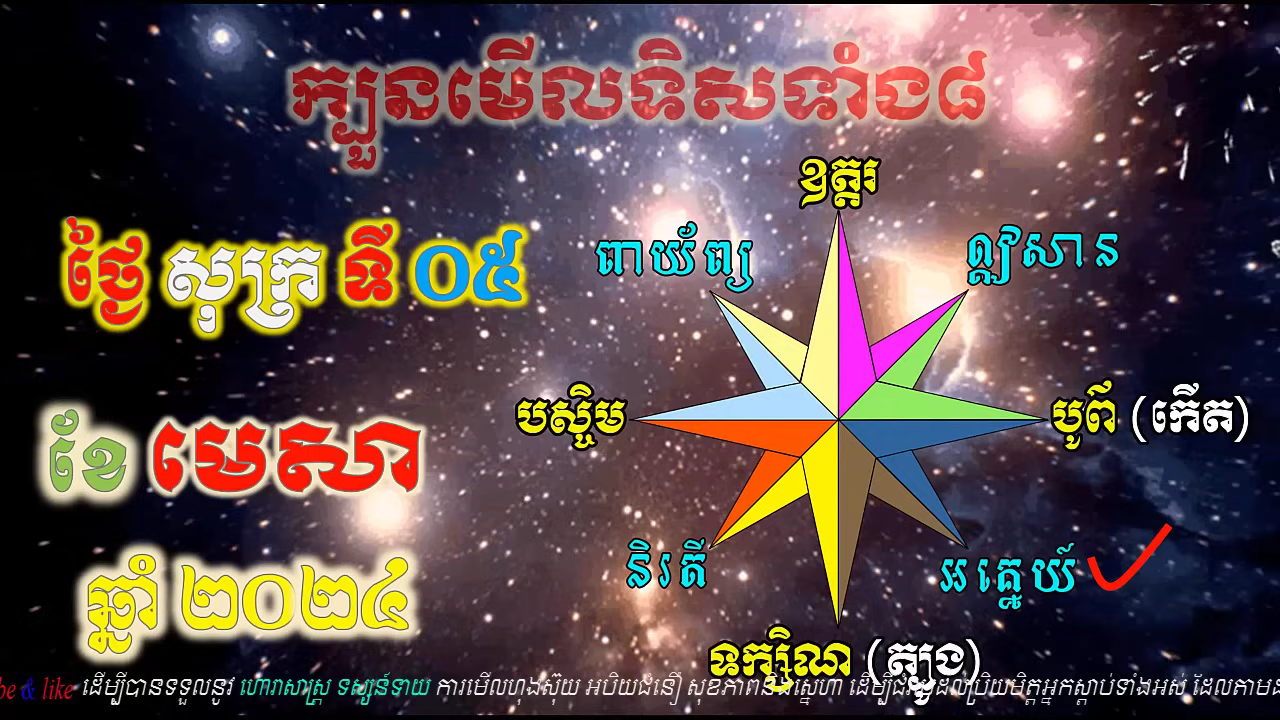 ក្បួនមើលទិសទាំង៨
ឧត្តរ
ពាយ័ព្យ
ឦសាន
ថ្ងៃ សុក្រ ទី ០៥
បស្ចិម
បូព៌ា (កើត)
ខែ មេសា
និរតី
អគ្នេយ៍
ឆ្នាំ ២០២៤
ទក្សិណ (ត្បូង)
be & like ដើម្បីបានទទួលនូវ ហោរាសាស្ត្រ ទស្សន៍ទាយ ការមើលហុងស៊ុយ អប់យជំនឿ សុខភាពនិងស្នេហា ដើម្បីជូនដល់ប្រិយមិត្តអ្នកស្តាប់ទាំងអស់ ដែលតាមដ